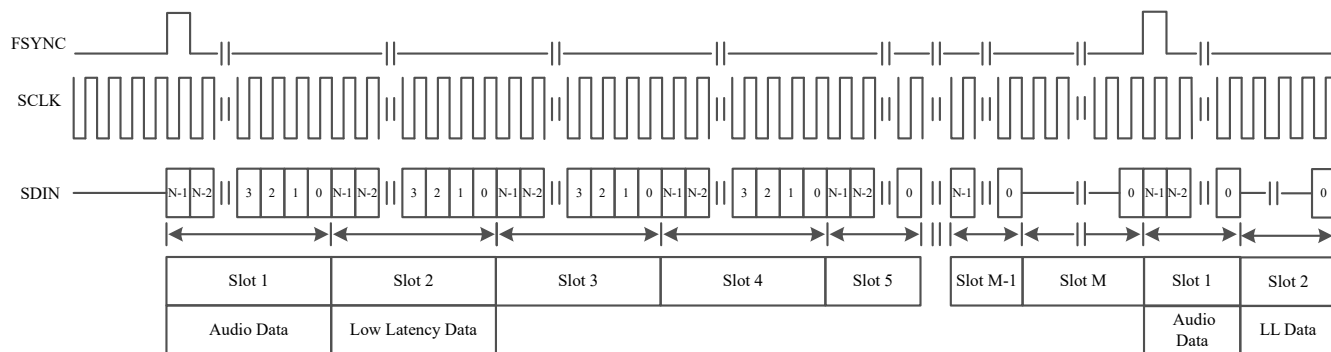 FSYNC
SCLK
SDIN
N-1 N-2 3 2 1 0 N-1 N-2 3 2 1 0 N-1 N-2 3 2 1 0 N-1 N-2 3 2 1 0 N-1 N-2 0 N-1 0 0 N-1 N-2 0 0
Slot 1 Slot 2 Slot 3 Slot 4 Slot 5 Slot M-1 Slot M Slot 1 Slot 2
Audio Data Low Latency Data Audio Data LL Data